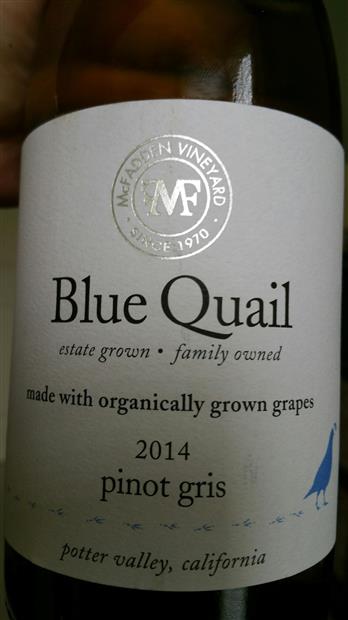 McFADDEN VINEYARD
MF
· SINCE 1970 ·
Blue Quail
estate grown • family owned
made with organically grown grapes
2014
pinot gris
potter valley, california